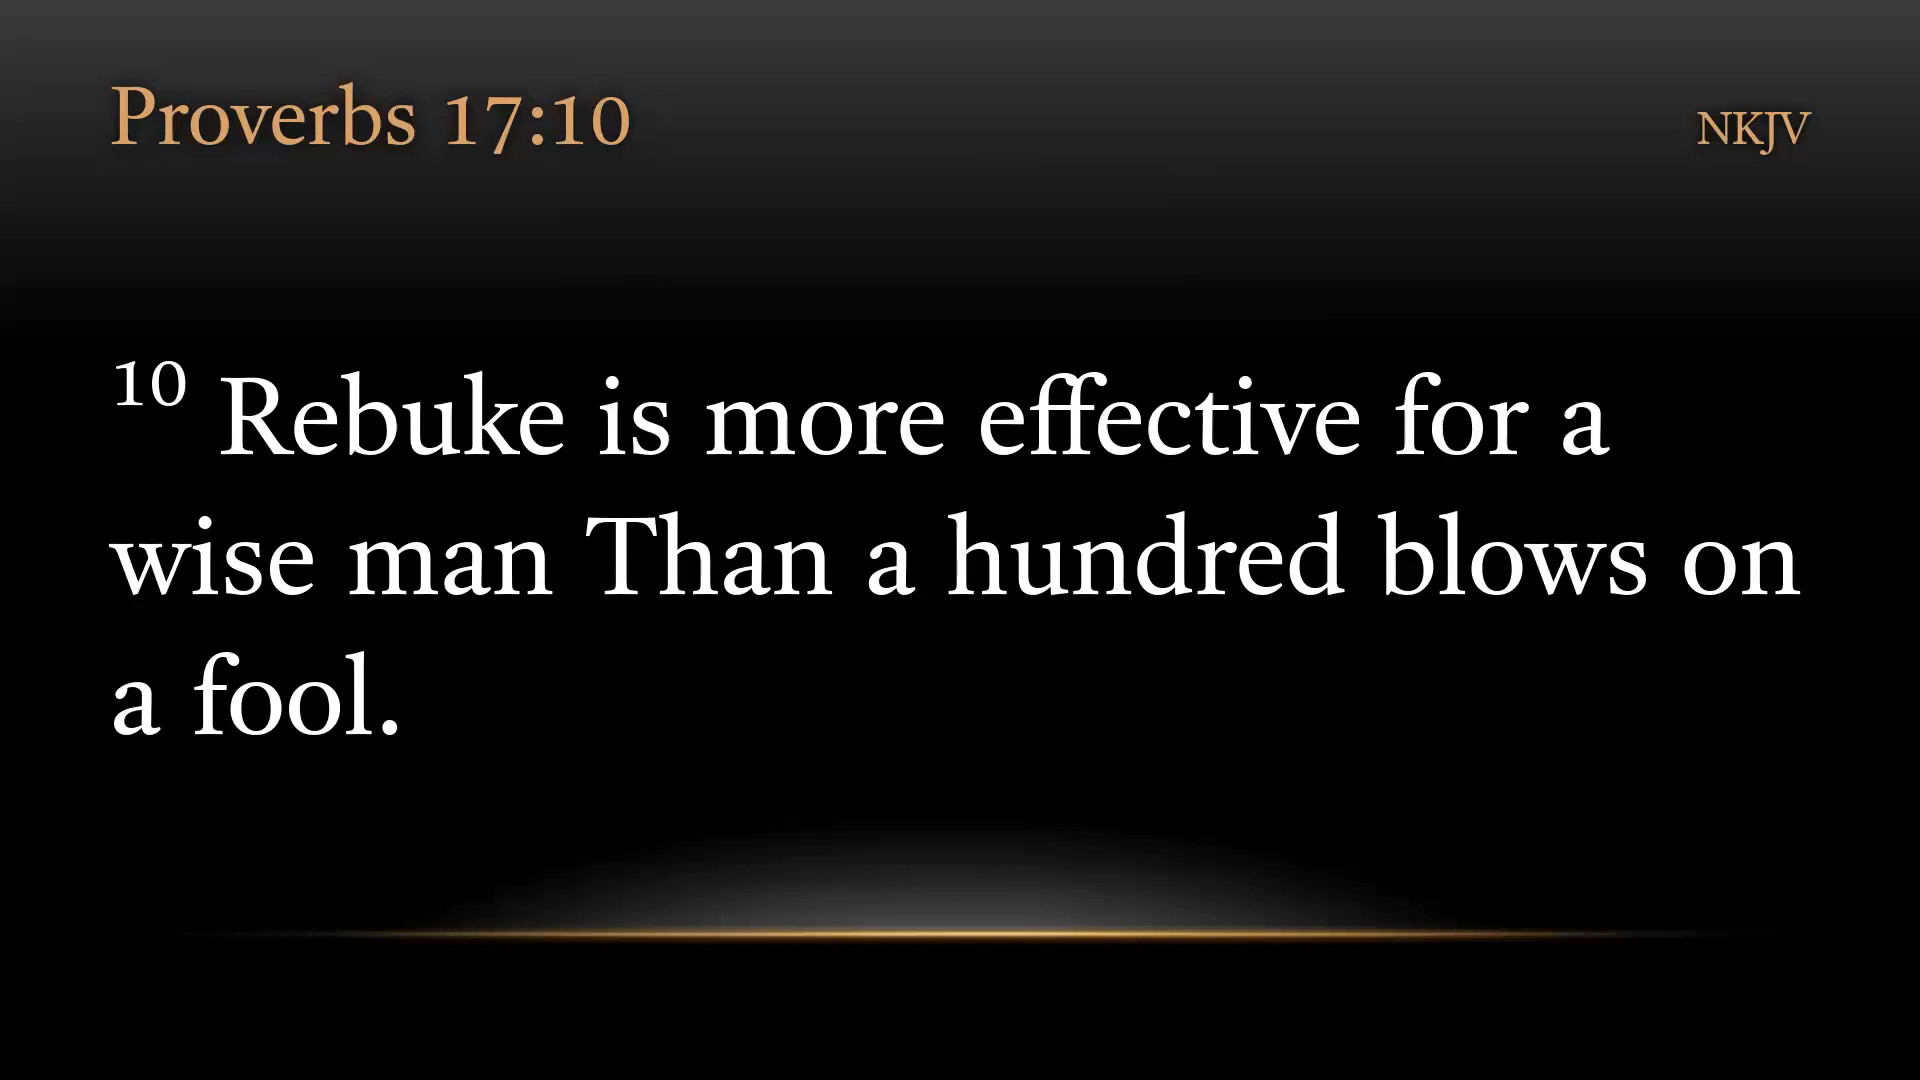 Proverbs 17:10
NKJV
10 Rebuke is more effective for a
wise man Than a hundred blows on
a fool.